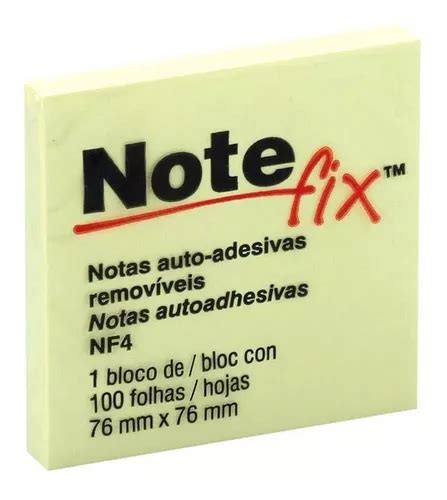 Note fix™
Notas auto-adesivas
removíveis
Notas autoadhesivas
NF4
1 bloco de / bloc con
100 folhas / hojas
76 mm x 76 mm